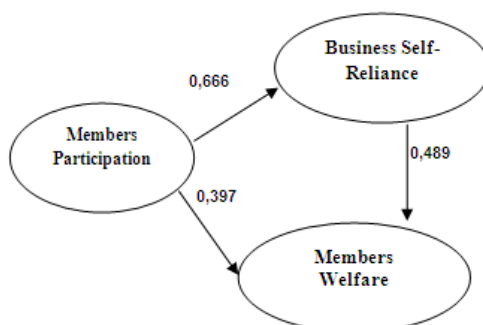 Business Self-
Reliance
0,666
Members
Participation
0,489
0,397
Members
Welfare